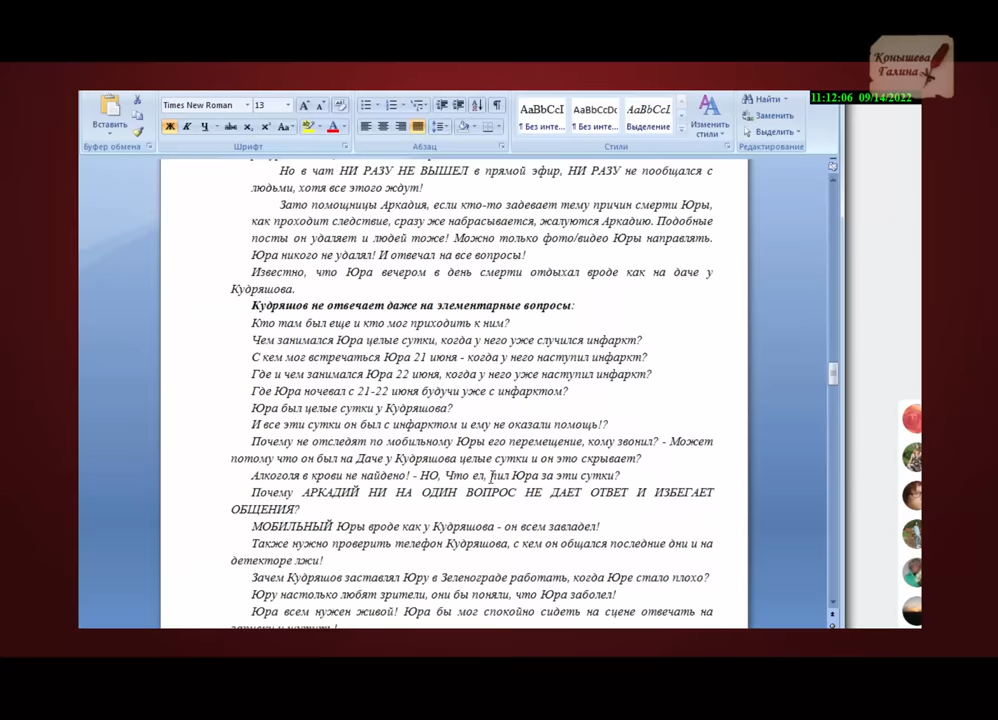 Конышева
Галина
11:12:06 09/14/2022
Times New Roman 13
Найти
Заменить
Выделить
Вставить
Ж К Ч abc x₂ x² Aa
AaBbCcI AaBbCcDc AaBbCcI
¶ Без инте... ¶ Без инте... Выделение
Изменить
стили
Буфер обмена Шрифт Абзац Стили Редактирование
Но в чат НИ РАЗУ НЕ ВЫШЕЛ в прямой эфир, НИ РАЗУ не пообщался с
людьми, хотя все этого ждут!
Зато помощницы Аркадия, если кто-то задевает тему причин смерти Юры,
как проходит следствие, сразу же набрасывается, жалуются Аркадию. Подобные
посты он удаляет и людей тоже! Можно только фото/видео Юры направлять.
Юра никого не удалял! И отвечал на все вопросы!
Известно, что Юра вечером в день смерти отдыхал вроде как на даче у
Кудряшова.
Кудряшов не отвечает даже на элементарные вопросы:
Кто там был еще и кто мог приходить к ним?
Чем занимался Юра целые сутки, когда у него уже случился инфаркт?
С кем мог встречаться Юра 21 июня - когда у него наступил инфаркт?
Где и чем занимался Юра 22 июня, когда у него уже наступил инфаркт?
Где Юра ночевал с 21-22 июня будучи уже с инфарктом?
Юра был целые сутки у Кудряшова?
И все эти сутки он был с инфарктом и ему не оказали помощь!?
Почему не отследят по мобильному Юры его перемещение, кому звонил? - Может
потому что он был на Даче у Кудряшова целые сутки и он это скрывает?
Алкоголя в крови не найдено! - НО, Что ел, пил Юра за эти сутки?
Почему АРКАДИЙ НИ НА ОДИН ВОПРОС НЕ ДАЕТ ОТВЕТ И ИЗБЕГАЕТ
ОБЩЕНИЯ?
МОБИЛЬНЫЙ Юры вроде как у Кудряшова - он всем завладел!
Также нужно проверить телефон Кудряшова, с кем он общался последние дни и на
детекторе лжи!
Зачем Кудряшов заставлял Юру в Зеленограде работать, когда Юре стало плохо?
Юру настолько любят зрители, они бы поняли, что Юра заболел!
Юра всем нужен живой! Юра бы мог спокойно сидеть на сцене отвечать на